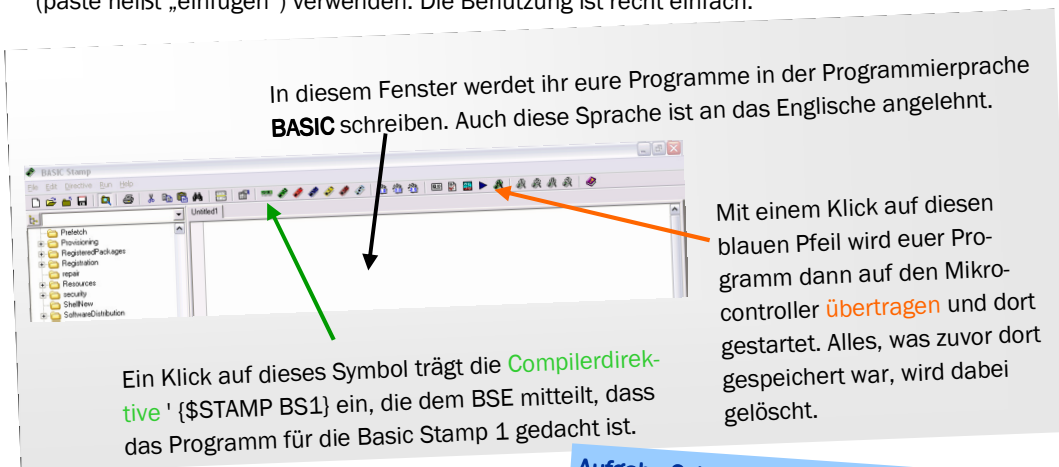 (paste heißt „einfügen“) verwenden. Die Benutzung ist recht einfach.
In diesem Fenster werdet ihr eure Programme in der Programmierprache
BASIC schreiben. Auch diese Sprache ist an das Englische angelehnt.
BASIC Stamp
File Edit Directive Run Help
Untitled1
Prefetch
Provisioning
RegisteredPackages
Registration
repair
Resources
security
ShellNew
SoftwareDistribution
Mit einem Klick auf diesen
blauen Pfeil wird euer Pro-
gramm dann auf den Mikro-
controller übertragen und dort
gestartet. Alles, was zuvor dort
gespeichert war, wird dabei
gelöscht.
Ein Klick auf dieses Symbol trägt die Compilerdirek-
tive ' {$STAMP BS1} ein, die dem BSE mitteilt, dass
das Programm für die Basic Stamp 1 gedacht ist.